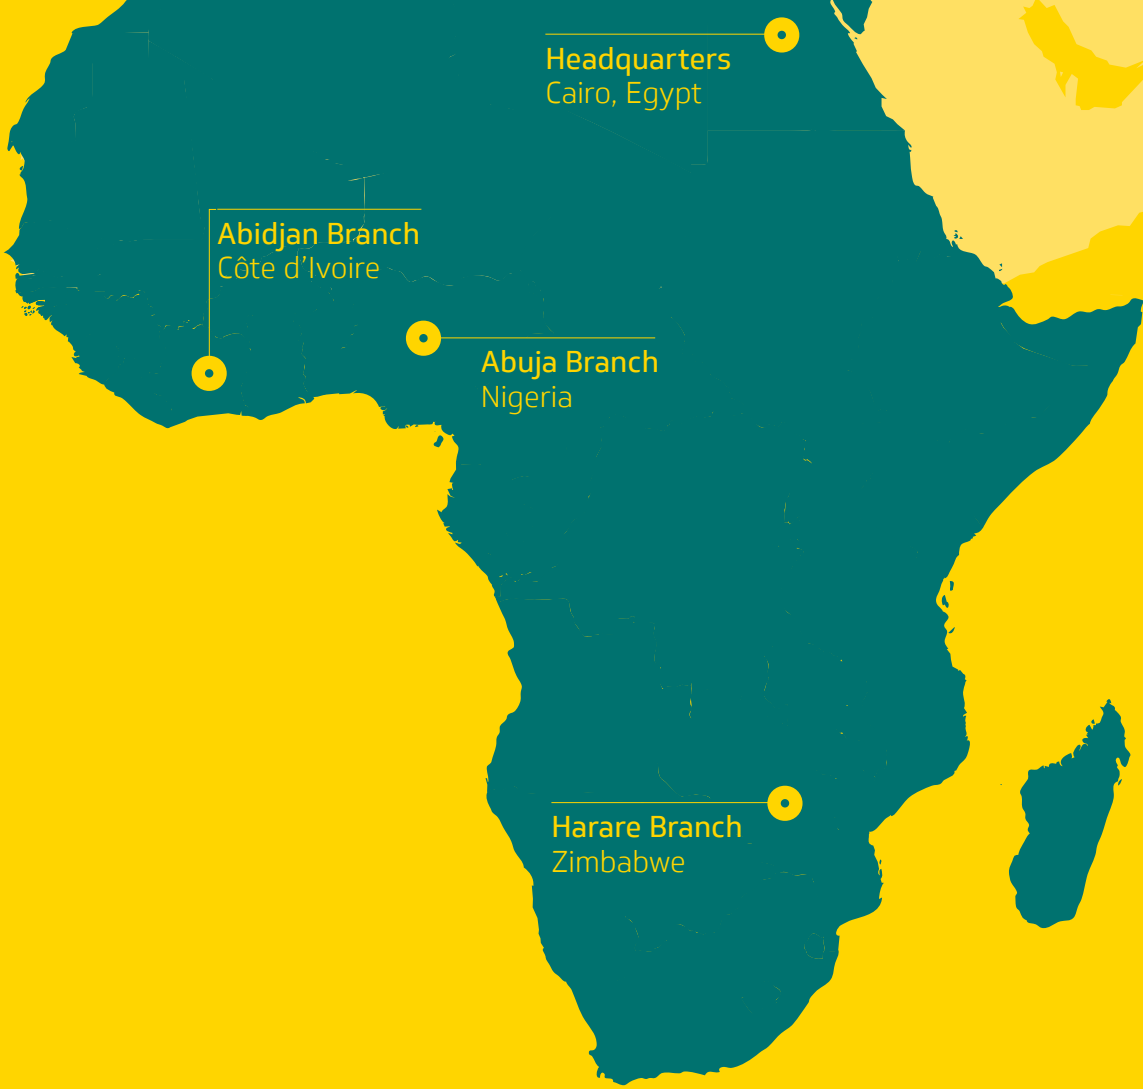 Headquarters
Cairo, Egypt
Abidjan Branch
Côte d’Ivoire
Abuja Branch
Nigeria
Harare Branch
Zimbabwe